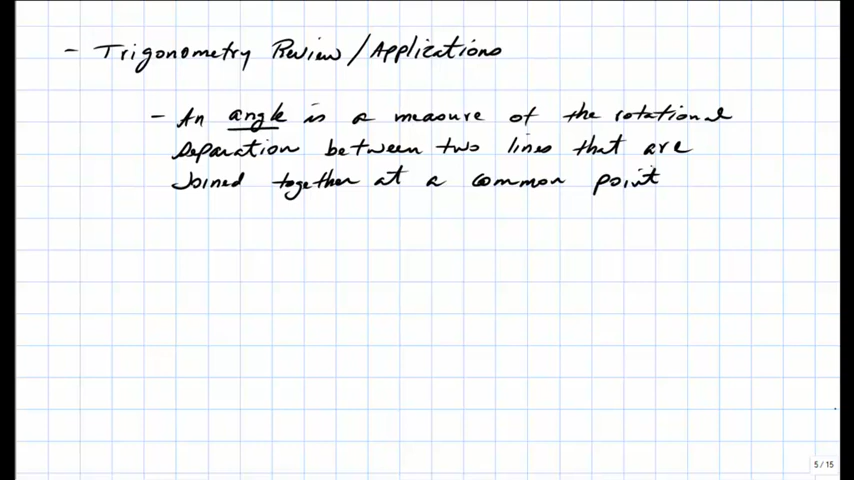 - Trigonometry Review/Applications
- An angle is a measure of the rotational
separation between two lines that are
joined together at a common point
5/15